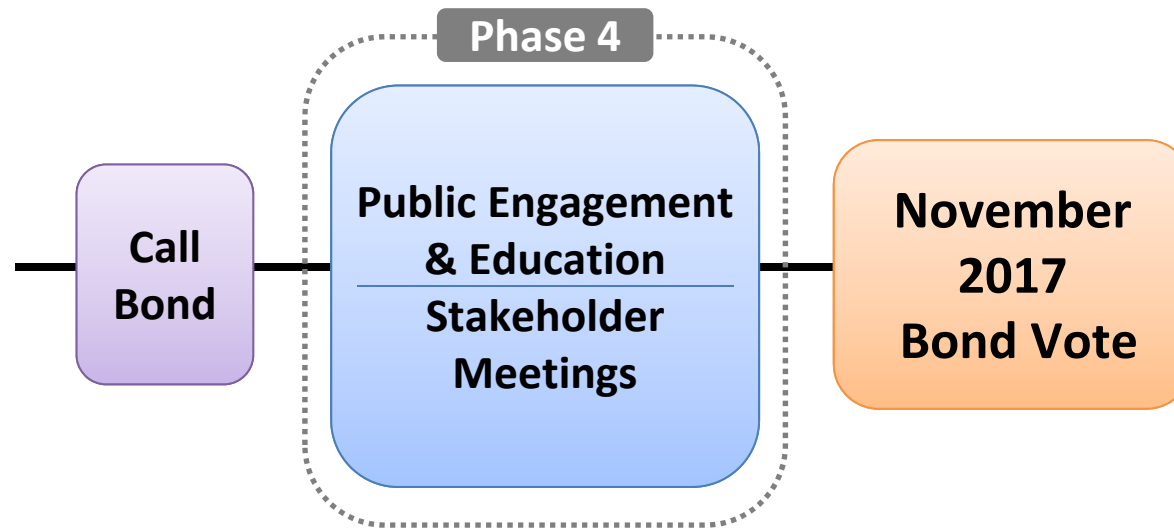 Phase 4
Call
Bond
Public Engagement
& Education
Stakeholder
Meetings
November
2017
Bond Vote